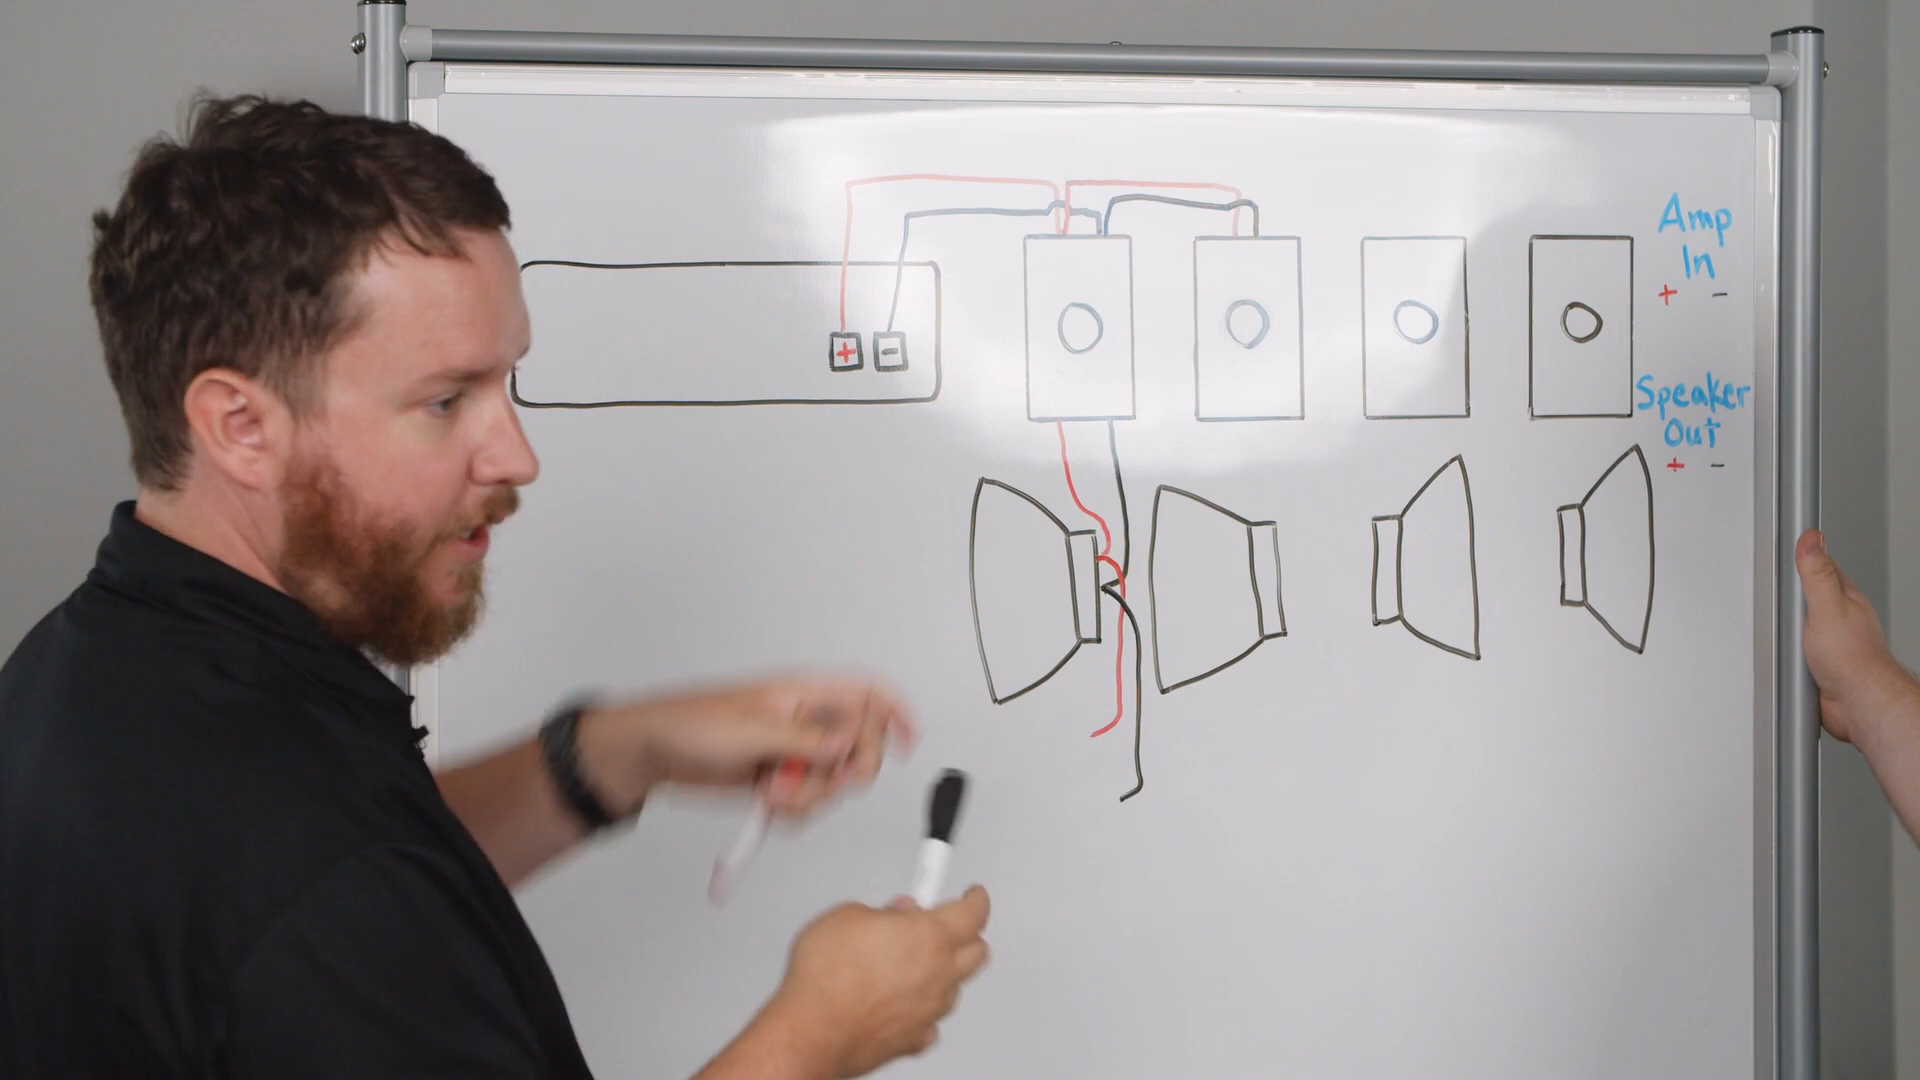 Amp
In
+ -
+ -
Speaker
Out
+ -